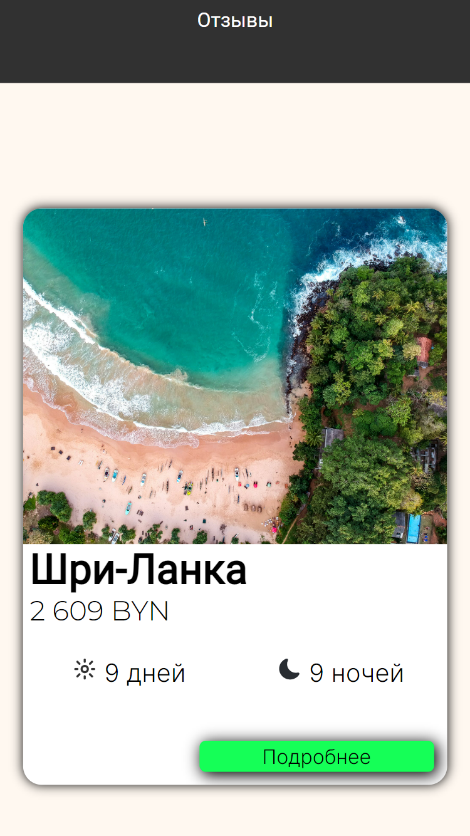 Отзывы
Шри-Ланка
2 609 BYN
9 дней 9 ночей
Подробнее